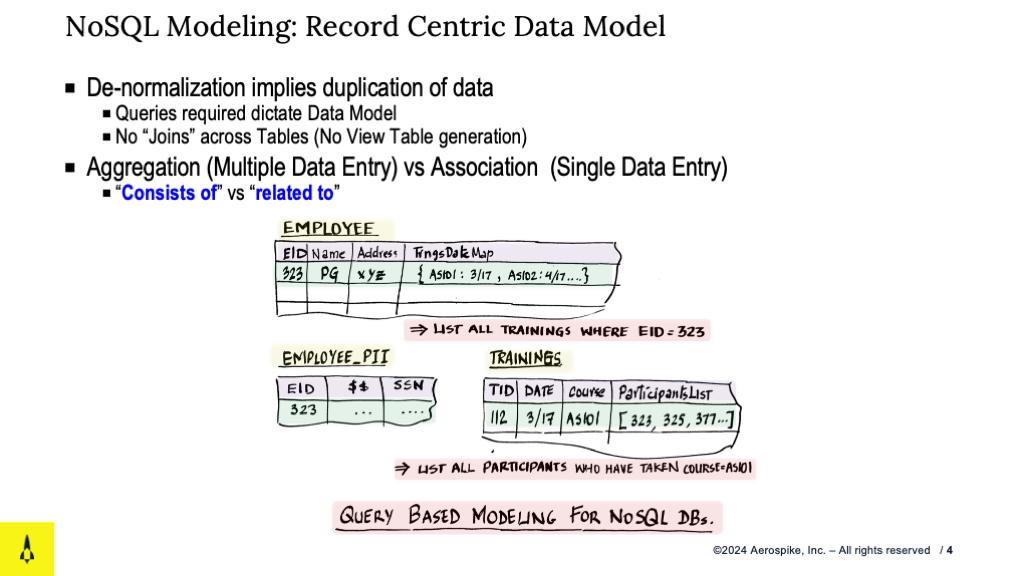 NoSQL Modeling: Record Centric Data Model
▪ De-normalization implies duplication of data
▪ Queries required dictate Data Model
▪ No “Joins” across Tables (No View Table generation)
▪ Aggregation (Multiple Data Entry) vs Association  (Single Data Entry)
▪ “Consists of” vs “related to”
EMPLOYEE
EID Name Address TrngsDateMap
323 PG xyz { AS101 : 3/17 , AS102 : 4/17....}
⇒ LIST ALL TRAININGS WHERE EID = 323
EMPLOYEE_PII
EID $$ SSN
323 ... ....
TRAININGS
TID DATE Course ParticipantsLIST
112 3/17 AS101 [ 323, 325, 377...]
⇒ LIST ALL PARTICIPANTS WHO HAVE TAKEN COURSE=AS101
QUERY BASED MODELING FOR NoSQL DBs.
©2024 Aerospike, Inc. – All rights reserved / 4